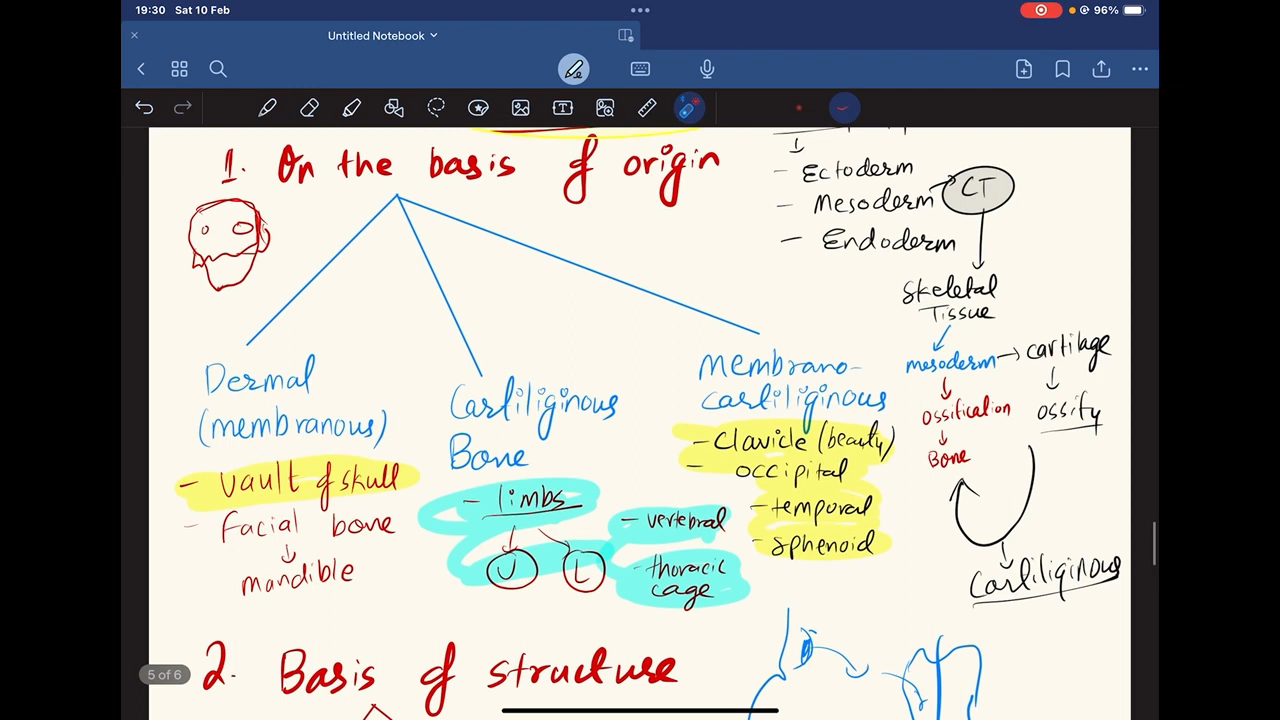 19:30 Sat 10 Feb
96%
Untitled Notebook
1. On the basis of origin
- Ectoderm
- Mesoderm
- Endoderm
CT
Skeletal
Tissue
mesoderm → cartilage
Ossification
Bone
ossify
Cartiliginous
Dermal
(membranous)
- vault of skull
- Facial bone
mandible
Cartiliginous
Bone
- limbs
U L
- vertebral
- thoracic
cage
Membrano-
cartiliginous
- Clavicle (beauty)
- occipital
- temporal
- sphenoid
5 of 6
2. Basis of structure